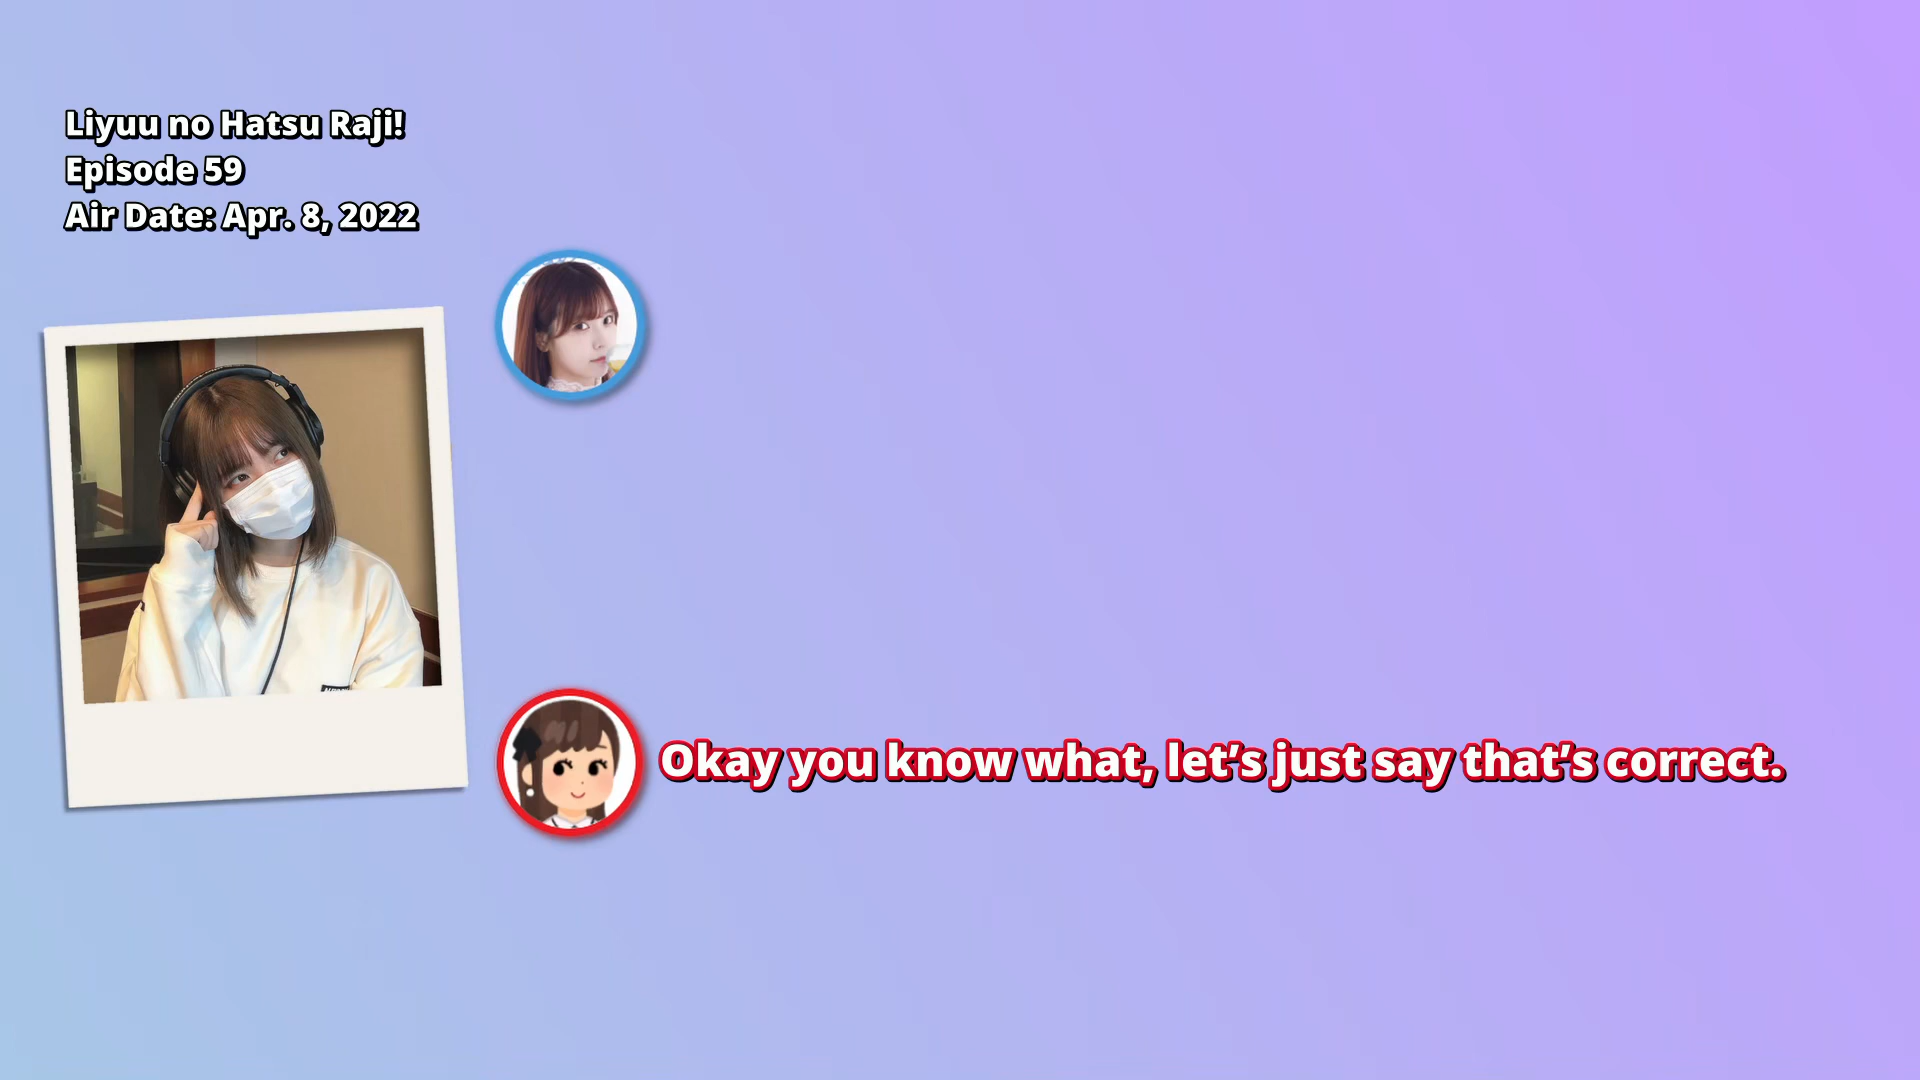 Liyuu no Hatsu Raji!
Episode 59
Air Date: Apr. 8, 2022
Okay you know what, let’s just say that’s correct.